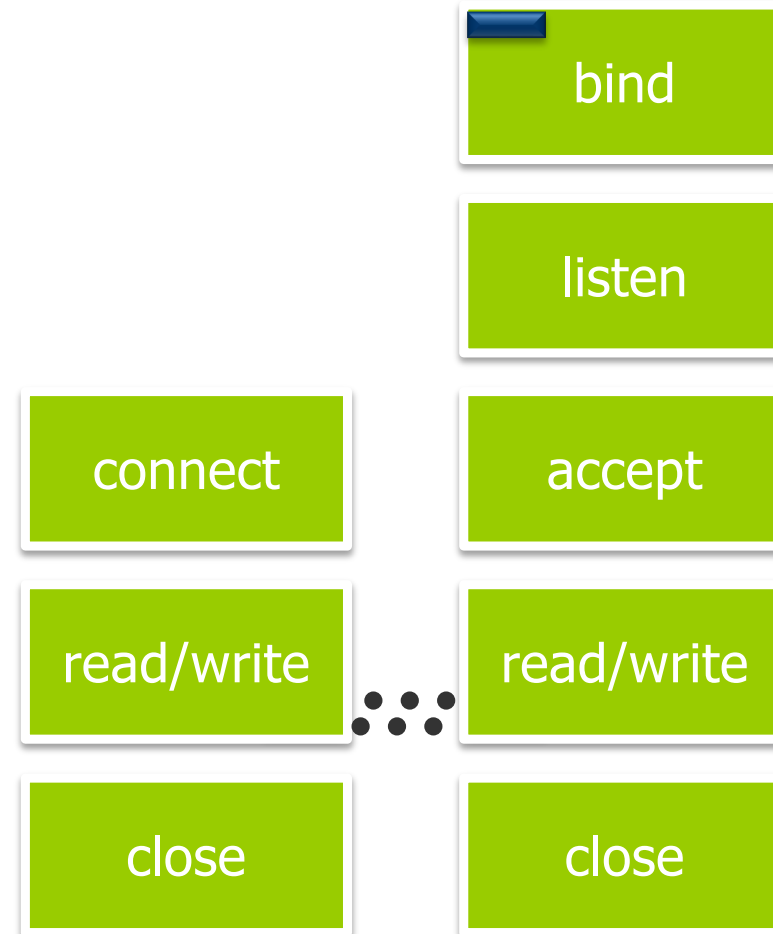 bind
listen
connect
accept
read/write
read/write
close
close